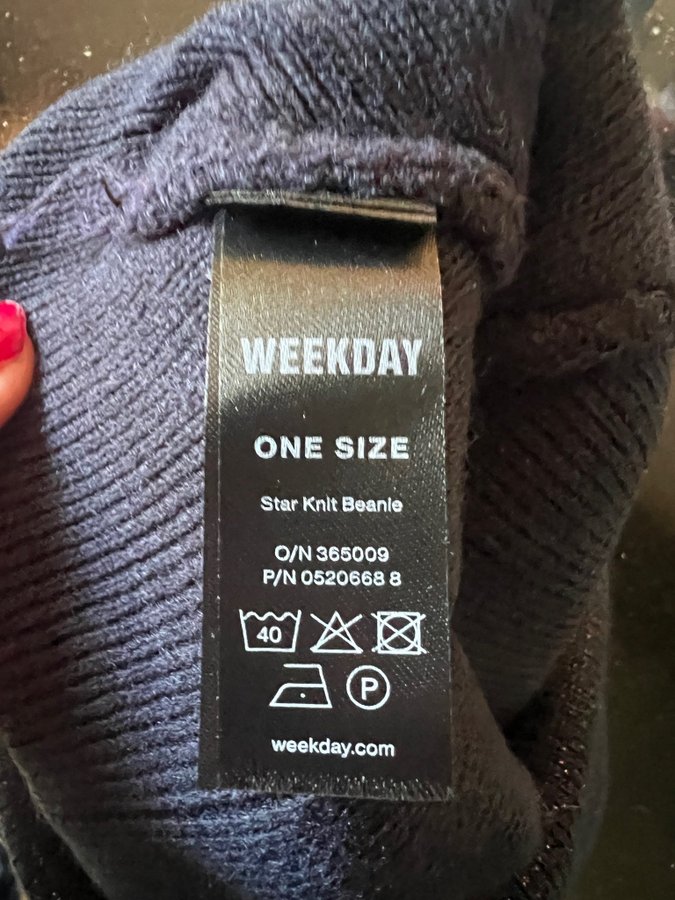 WEEKDAY
ONE SIZE
Star Knit Beanie
O/N 365009
P/N 0520668 8
40
P
weekday.com